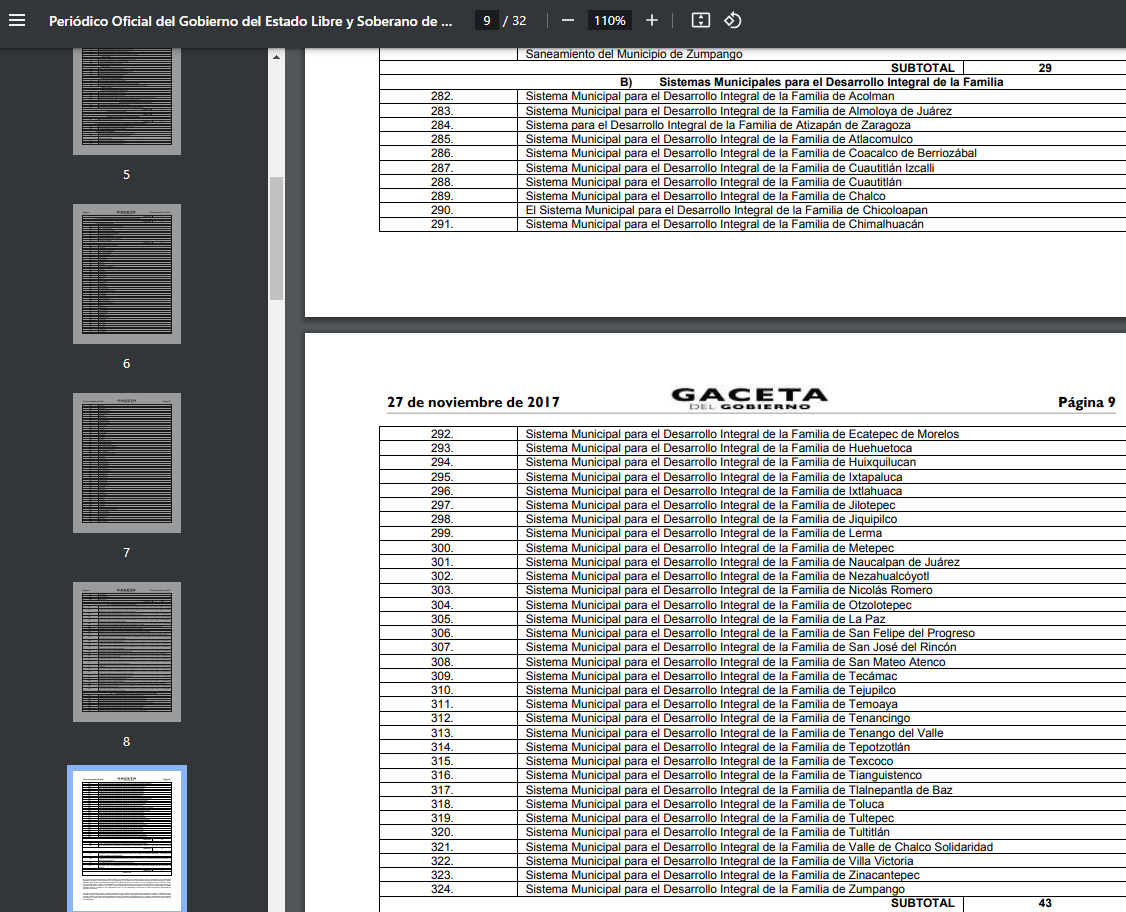 Periódico Oficial del Gobierno del Estado Libre y Soberano de ... 9 / 32 110%
5
6
7
8
Saneamiento del Municipio de Zumpango
SUBTOTAL 29
B) Sistemas Municipales para el Desarrollo Integral de la Familia
282. Sistema Municipal para el Desarrollo Integral de la Familia de Acolman
283. Sistema Municipal para el Desarrollo Integral de la Familia de Almoloya de Juárez
284. Sistema para el Desarrollo Integral de la Familia de Atizapán de Zaragoza
285. Sistema Municipal para el Desarrollo Integral de la Familia de Atlacomulco
286. Sistema Municipal para el Desarrollo Integral de la Familia de Coacalco de Berriozábal
287. Sistema Municipal para el Desarrollo Integral de la Familia de Cuautitlán Izcalli
288. Sistema Municipal para el Desarrollo Integral de la Familia de Cuautitlán
289. Sistema Municipal para el Desarrollo Integral de la Familia de Chalco
290. El Sistema Municipal para el Desarrollo Integral de la Familia de Chicoloapan
291. Sistema Municipal para el Desarrollo Integral de la Familia de Chimalhuacán
27 de noviembre de 2017 GACETA DEL GOBIERNO Página 9
292. Sistema Municipal para el Desarrollo Integral de la Familia de Ecatepec de Morelos
293. Sistema Municipal para el Desarrollo Integral de la Familia de Huehuetoca
294. Sistema Municipal para el Desarrollo Integral de la Familia de Huixquilucan
295. Sistema Municipal para el Desarrollo Integral de la Familia de Ixtapaluca
296. Sistema Municipal para el Desarrollo Integral de la Familia de Ixtlahuaca
297. Sistema Municipal para el Desarrollo Integral de la Familia de Jilotepec
298. Sistema Municipal para el Desarrollo Integral de la Familia de Jiquipilco
299. Sistema Municipal para el Desarrollo Integral de la Familia de Lerma
300. Sistema Municipal para el Desarrollo Integral de la Familia de Metepec
301. Sistema Municipal para el Desarrollo Integral de la Familia de Naucalpan de Juárez
302. Sistema Municipal para el Desarrollo Integral de la Familia de Nezahualcóyotl
303. Sistema Municipal para el Desarrollo Integral de la Familia de Nicolás Romero
304. Sistema Municipal para el Desarrollo Integral de la Familia de Otzolotepec
305. Sistema Municipal para el Desarrollo Integral de la Familia de La Paz
306. Sistema Municipal para el Desarrollo Integral de la Familia de San Felipe del Progreso
307. Sistema Municipal para el Desarrollo Integral de la Familia de San José del Rincón
308. Sistema Municipal para el Desarrollo Integral de la Familia de San Mateo Atenco
309. Sistema Municipal para el Desarrollo Integral de la Familia de Tecámac
310. Sistema Municipal para el Desarrollo Integral de la Familia de Tejupilco
311. Sistema Municipal para el Desarrollo Integral de la Familia de Temoaya
312. Sistema Municipal para el Desarrollo Integral de la Familia de Tenancingo
313. Sistema Municipal para el Desarrollo Integral de la Familia de Tenango del Valle
314. Sistema Municipal para el Desarrollo Integral de la Familia de Tepotzotlán
315. Sistema Municipal para el Desarrollo Integral de la Familia de Texcoco
316. Sistema Municipal para el Desarrollo Integral de la Familia de Tianguistenco
317. Sistema Municipal para el Desarrollo Integral de la Familia de Tlalnepantla de Baz
318. Sistema Municipal para el Desarrollo Integral de la Familia de Toluca
319. Sistema Municipal para el Desarrollo Integral de la Familia de Tultepec
320. Sistema Municipal para el Desarrollo Integral de la Familia de Tultitlán
321. Sistema Municipal para el Desarrollo Integral de la Familia de Valle de Chalco Solidaridad
322. Sistema Municipal para el Desarrollo Integral de la Familia de Villa Victoria
323. Sistema Municipal para el Desarrollo Integral de la Familia de Zinacantepec
324. Sistema Municipal para el Desarrollo Integral de la Familia de Zumpango
SUBTOTAL 43